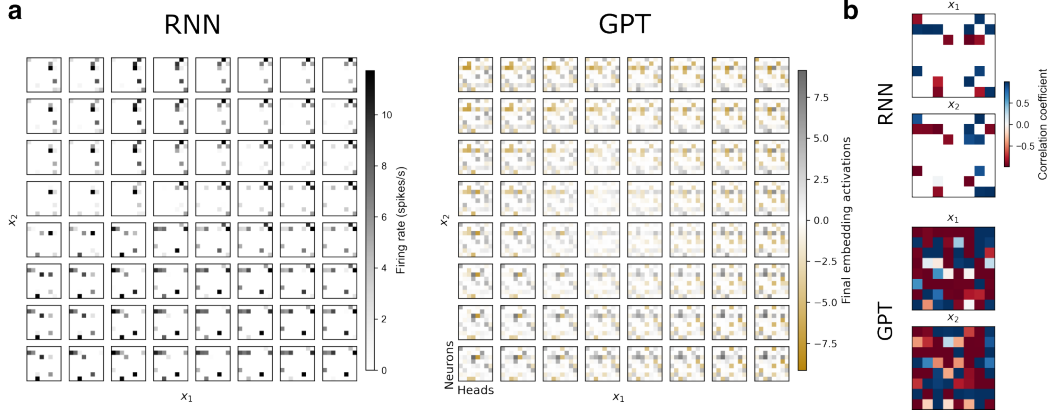 a
RNN
GPT
x₂
x₁
10
8
6
4
2
0
Firing rate (spikes/s)
x₂
Neurons
Heads
x₁
7.5
5.0
2.5
0.0
−2.5
−5.0
−7.5
Final embedding activations
b
RNN
x₁
x₂
0.5
0.0
−0.5
Correlation coefficient
GPT
x₁
x₂